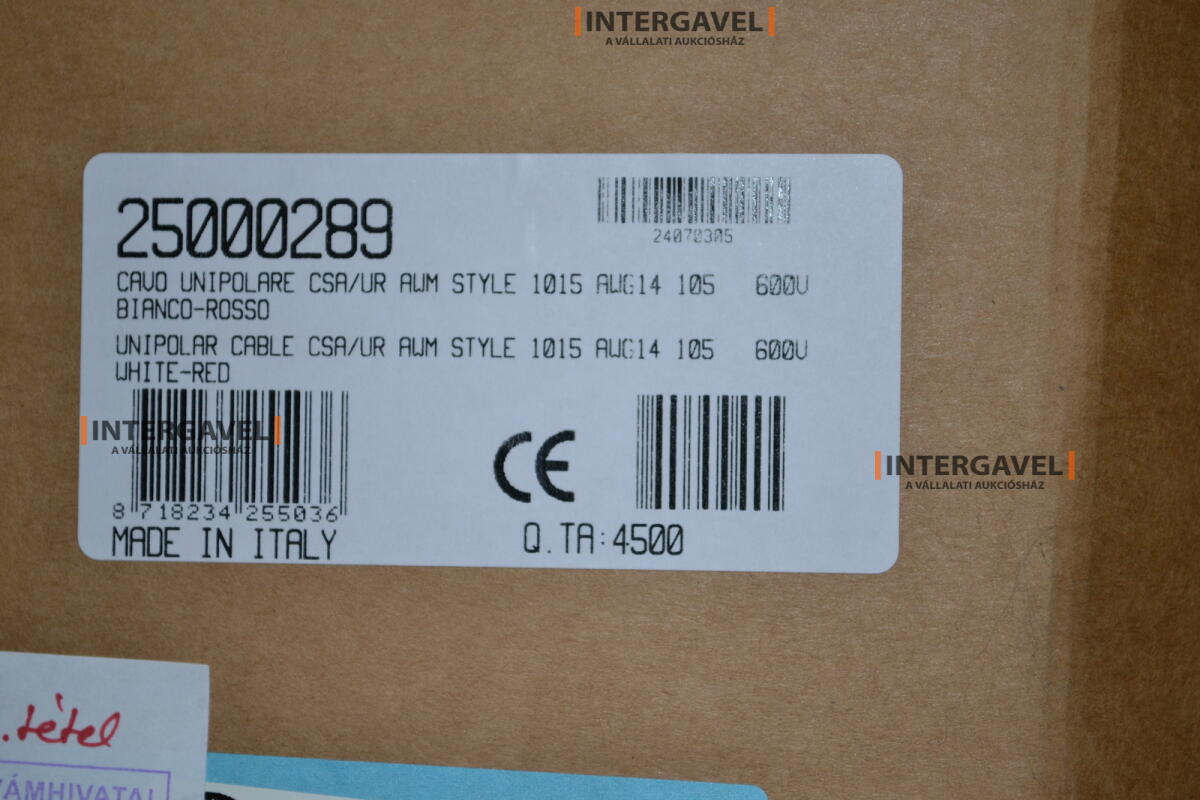 INTERGAVEL
A VÁLLALATI AUKCIÓSHÁZ
25000289
24070305
CAVO UNIPOLARE CSA/UR AWM STYLE 1015 AWG14 105 600V
BIANCO-ROSSO
UNIPOLAR CABLE CSA/UR AWM STYLE 1015 AWG14 105 600V
WHITE-RED
INTERGAVEL
A VÁLLALATI AUKCIÓSHÁZ
CE
INTERGAVEL
A VÁLLALATI AUKCIÓSHÁZ
8 718234 255036
MADE IN ITALY
Q.TA:4500
.tétel